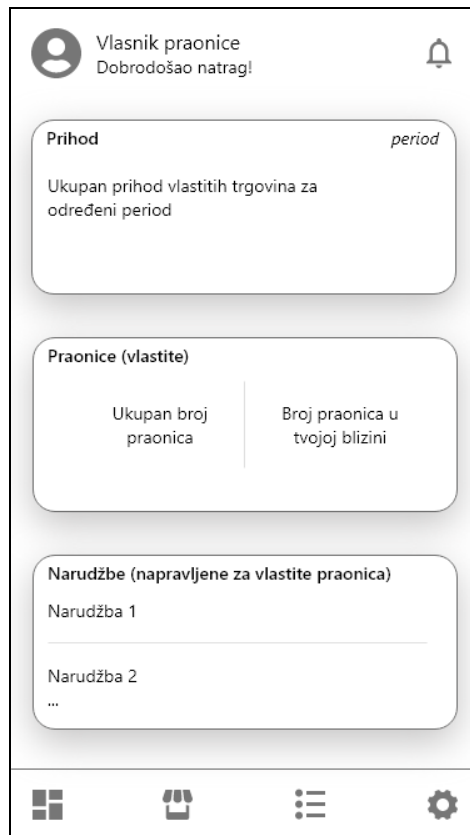 Vlasnik praonice
Dobrodošao natrag!
Prihod period
Ukupan prihod vlastitih trgovina za
određeni period
Praonice (vlastite)
Ukupan broj
praonica
Broj praonica u
tvojoj blizini
Narudžbe (napravljene za vlastite praonica)
Narudžba 1
Narudžba 2
...